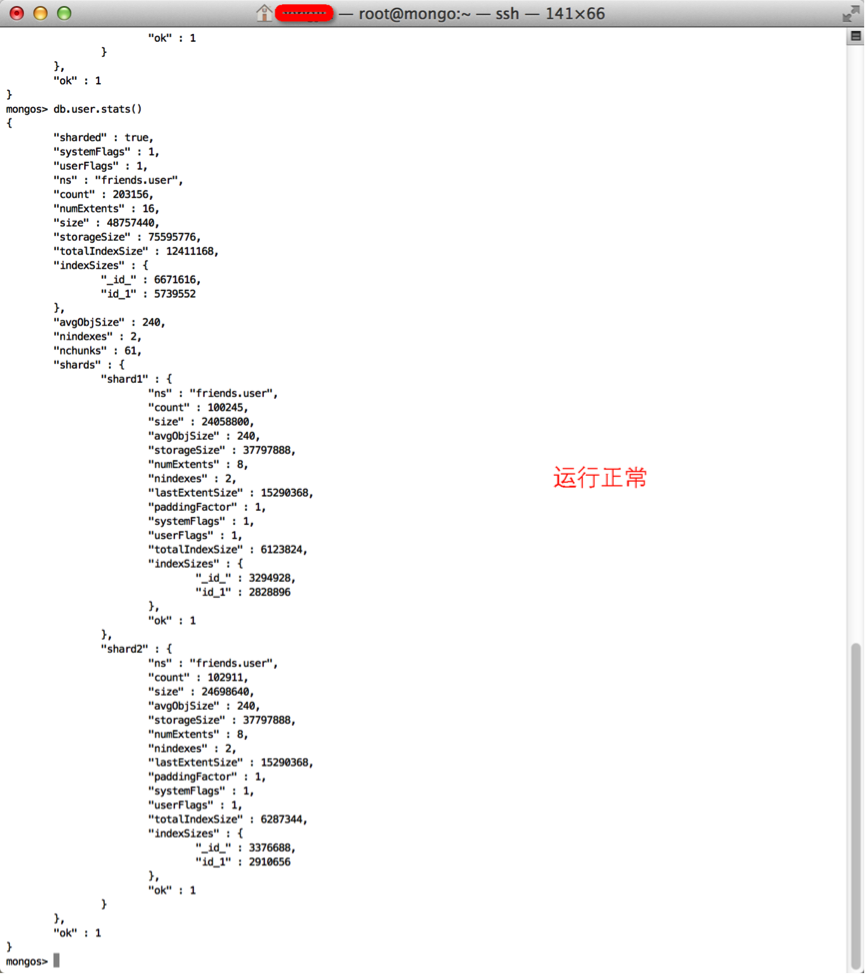 — root@mongo:~ — ssh — 141×66
"ok" : 1
}
},
"ok" : 1
}
mongos> db.user.stats()
{
"sharded" : true,
"systemFlags" : 1,
"userFlags" : 1,
"ns" : "friends.user",
"count" : 203156,
"numExtents" : 16,
"size" : 48757440,
"storageSize" : 75595776,
"totalIndexSize" : 12411168,
"indexSizes" : {
"_id_" : 6671616,
"id_1" : 5739552
},
"avgObjSize" : 240,
"nindexes" : 2,
"nchunks" : 61,
"shards" : {
"shard1" : {
"ns" : "friends.user",
"count" : 100245,
"size" : 24058800,
"avgObjSize" : 240,
"storageSize" : 37797888,
"numExtents" : 8,
"nindexes" : 2,
"lastExtentSize" : 15290368,
"paddingFactor" : 1,
"systemFlags" : 1,
"userFlags" : 1,
"totalIndexSize" : 6123824,
"indexSizes" : {
"_id_" : 3294928,
"id_1" : 2828896
},
"ok" : 1
},
"shard2" : {
"ns" : "friends.user",
"count" : 102911,
"size" : 24698640,
"avgObjSize" : 240,
"storageSize" : 37797888,
"numExtents" : 8,
"nindexes" : 2,
"lastExtentSize" : 15290368,
"paddingFactor" : 1,
"systemFlags" : 1,
"userFlags" : 1,
"totalIndexSize" : 6287344,
"indexSizes" : {
"_id_" : 3376688,
"id_1" : 2910656
},
"ok" : 1
}
},
"ok" : 1
}
mongos>
运行正常